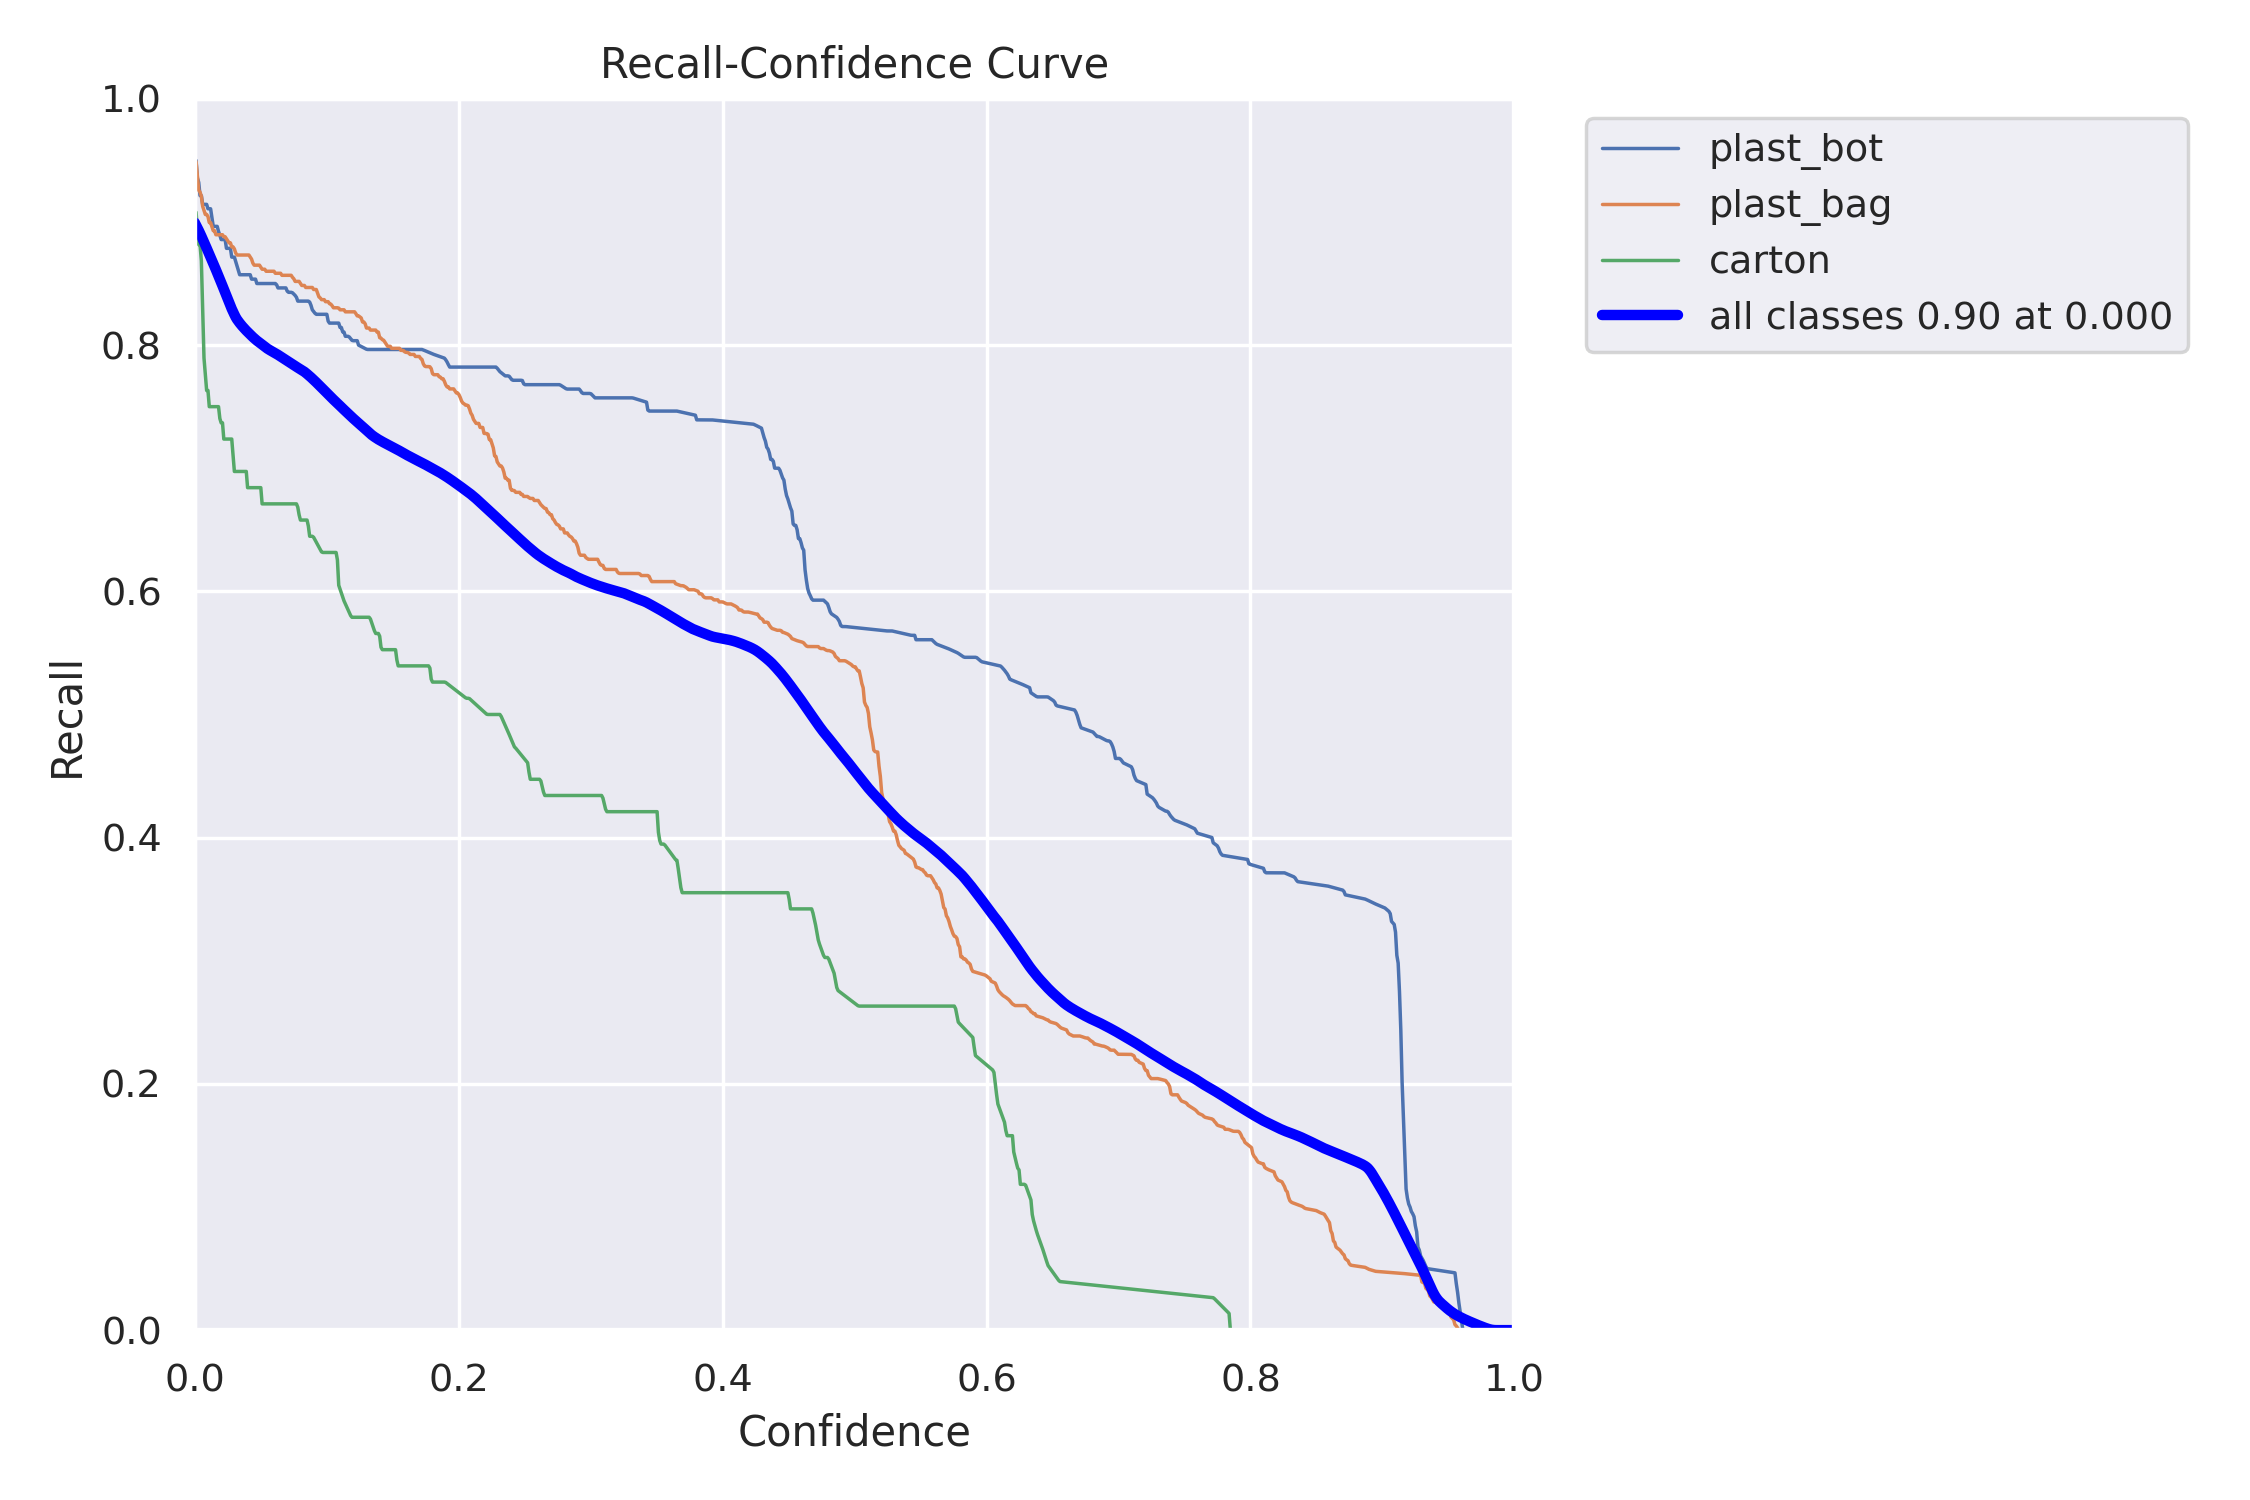 Recall-Confidence Curve
1.0
0.8
0.6
0.4
0.2
0.0
Recall
0.0 0.2 0.4 0.6 0.8 1.0
Confidence
plast_bot
plast_bag
carton
all classes 0.90 at 0.000